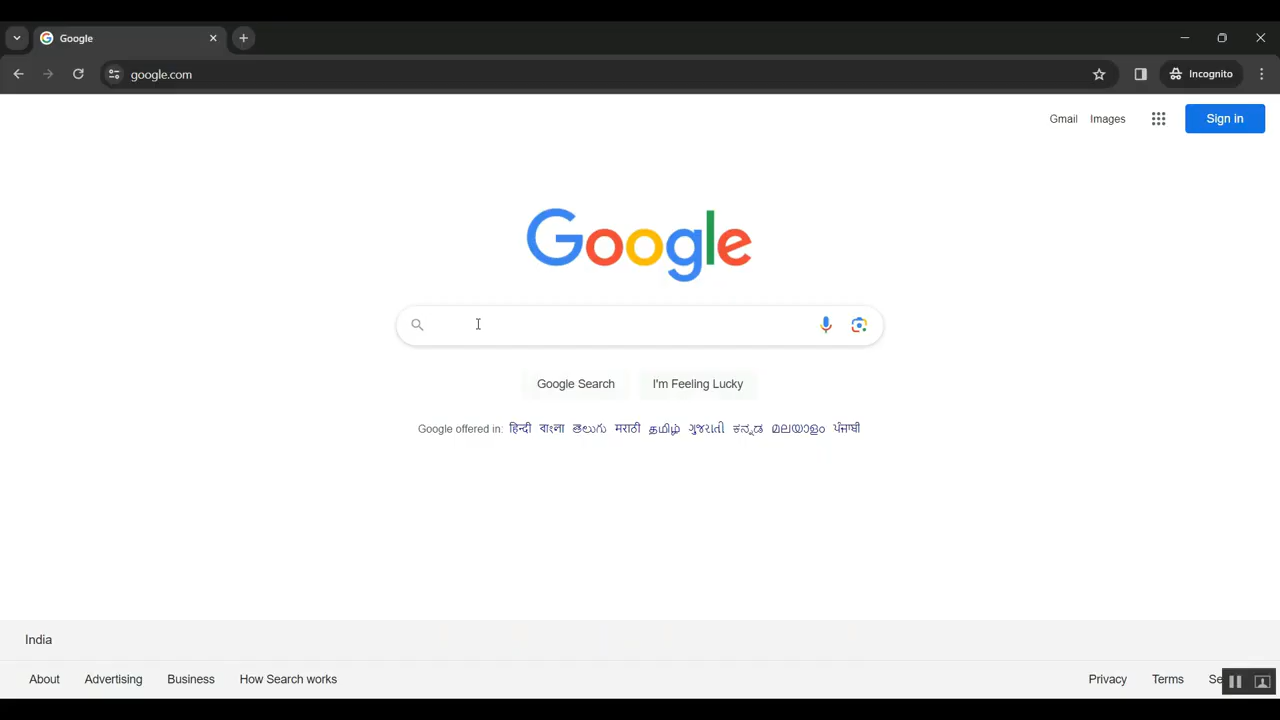 Google
google.com
Incognito
Gmail Images Sign in
Google
Google Search I'm Feeling Lucky
Google offered in: हिन्दी বাংলা తెలుగు मराठी தமிழ் ગુજરાતી ಕನ್ನಡ മലയാളം ਪੰਜਾਬੀ
India
About Advertising Business How Search works Privacy Terms Se